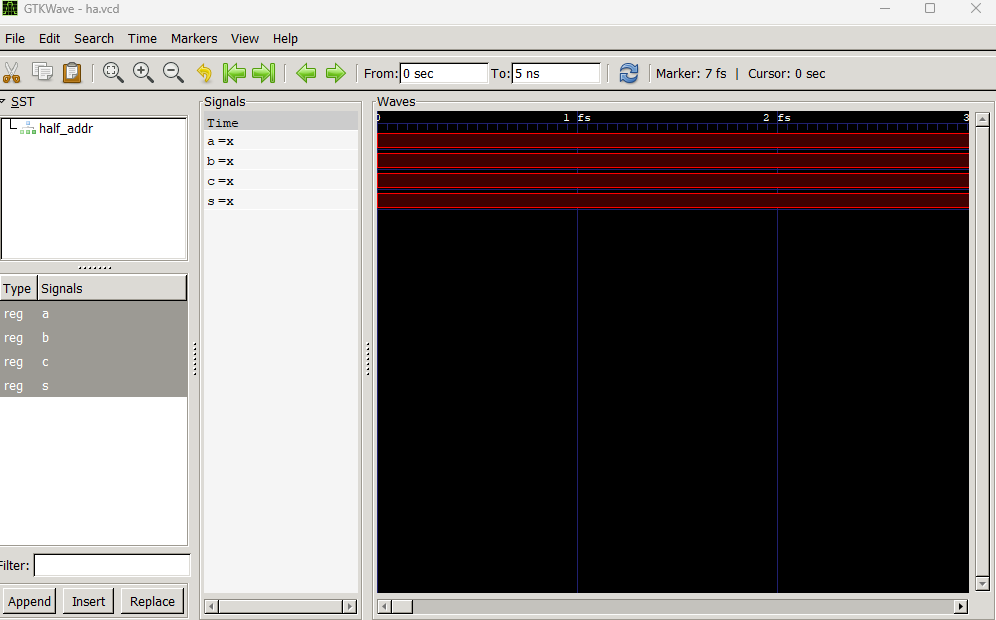 GTKWave - ha.vcd
File Edit Search Time Markers View Help
From: 0 sec To: 5 ns Marker: 7 fs | Cursor: 0 sec
SST
half_addr
Type Signals
reg a
reg b
reg c
reg s
Filter:
Append Insert Replace
Signals
Time
a =x
b =x
c =x
s =x
Waves
0 1 fs 2 fs 3